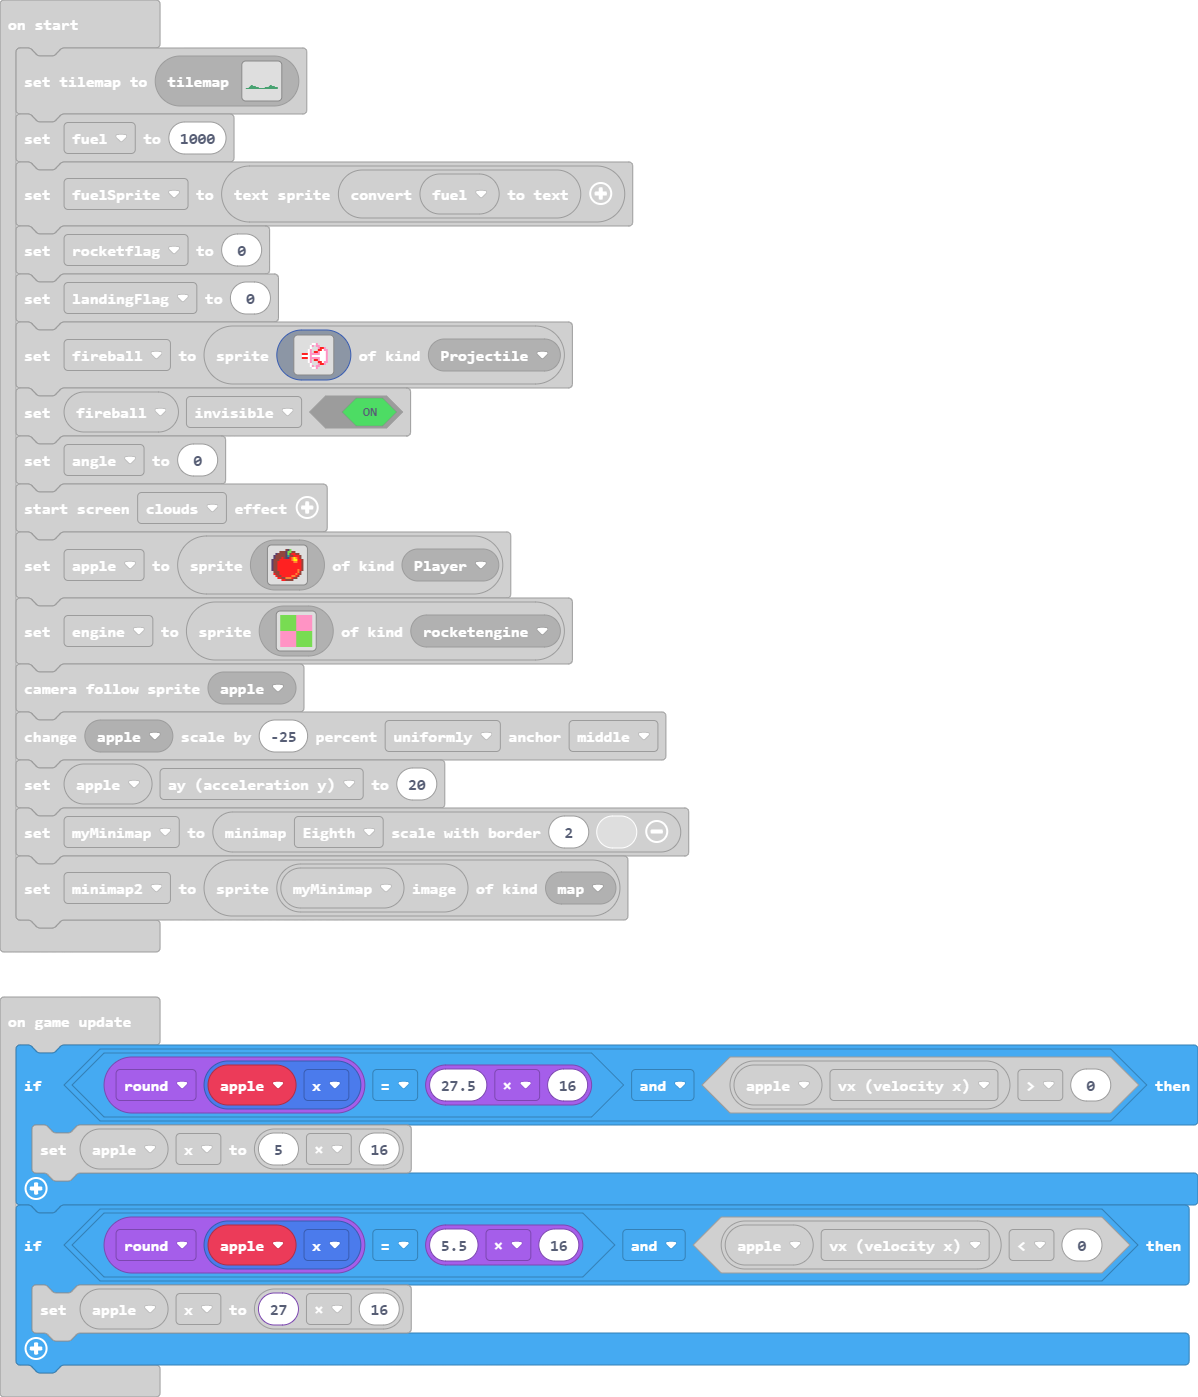 on start
set tilemap to tilemap
set fuel to 1000
set fuelSprite to text sprite convert fuel to text
set rocketflag to 0
set landingFlag to 0
set fireball to sprite of kind Projectile
set fireball invisible ON
set angle to 0
start screen clouds effect
set apple to sprite of kind Player
set engine to sprite of kind rocketengine
camera follow sprite apple
change apple scale by -25 percent uniformly anchor middle
set apple ay (acceleration y) to 20
set myMinimap to minimap Eighth scale with border 2
set minimap2 to sprite myMinimap image of kind map
on game update
if round apple x = 27.5 × 16 and apple vx (velocity x) > 0 then
set apple x to 5 × 16
if round apple x = 5.5 × 16 and apple vx (velocity x) < 0 then
set apple x to 27 × 16